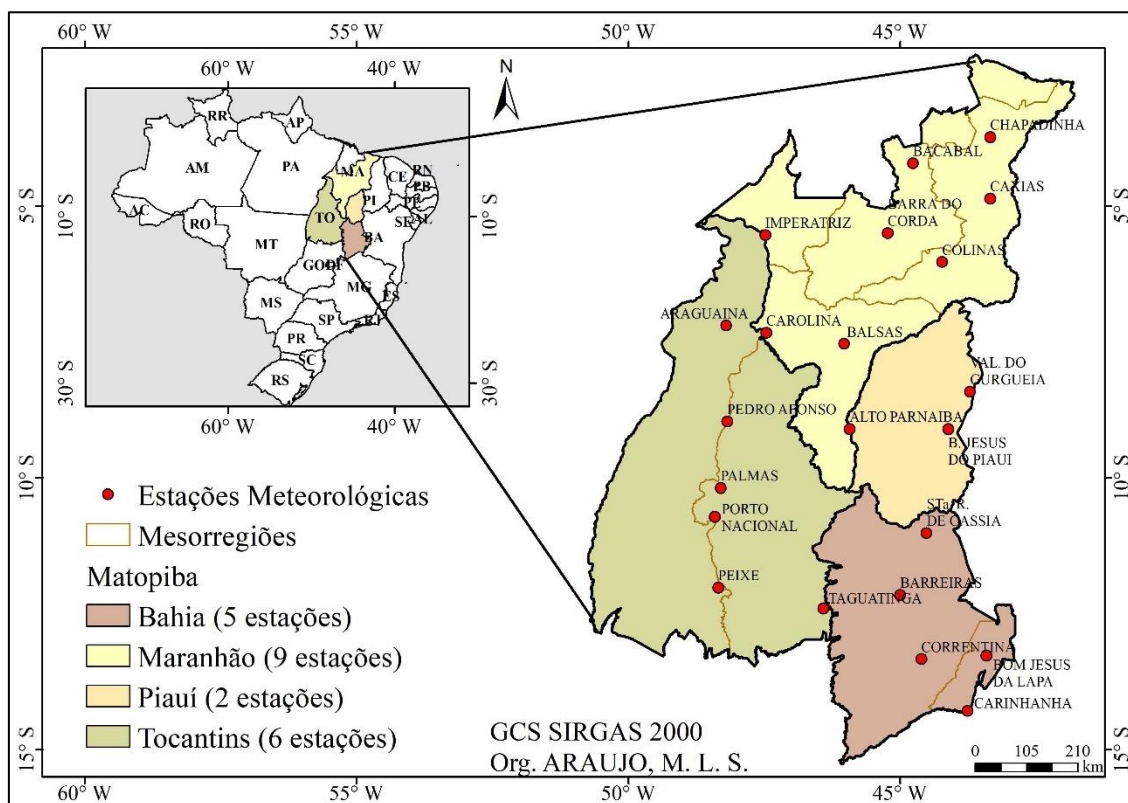 60° W
55° W
50° W
45° W
60° W
40° W
N
RR
AP
AM
PA
MA
CE
RN
PB
PI
PE
AC
TO
AL
RO
SE
MT
BA
GO
DF
MG
MS
ES
SP
RJ
PR
SC
RS
5° S
10° S
15° S
10° S
30° S
10° S
30° S
60° W
40° W
CHAPADINHA
BACABAL
CAXIAS
BARRA DO
CORDA
IMPERATRIZ
COLINAS
ARAGUAINA
CAROLINA
BALSAS
VAL. DO
GURGUEIA
PEDRO AFONSO
ALTO PARNAIBA
B. JESUS
DO PIAUI
PALMAS
STa. R.
DE CASSIA
PORTO
NACIONAL
PEIXE
BARREIRAS
TAGUATINGA
CORRENTINA
BOM JESUS
DA LAPA
CARINHANHA
5° S
10° S
15° S
Estações Meteorológicas
Mesorregiões
Matopiba
Bahia (5 estações)
Maranhão (9 estações)
Piauí (2 estações)
Tocantins (6 estações)
GCS SIRGAS 2000
Org. ARAUJO, M. L. S.
0 105 210
km
60° W
55° W
50° W
45° W